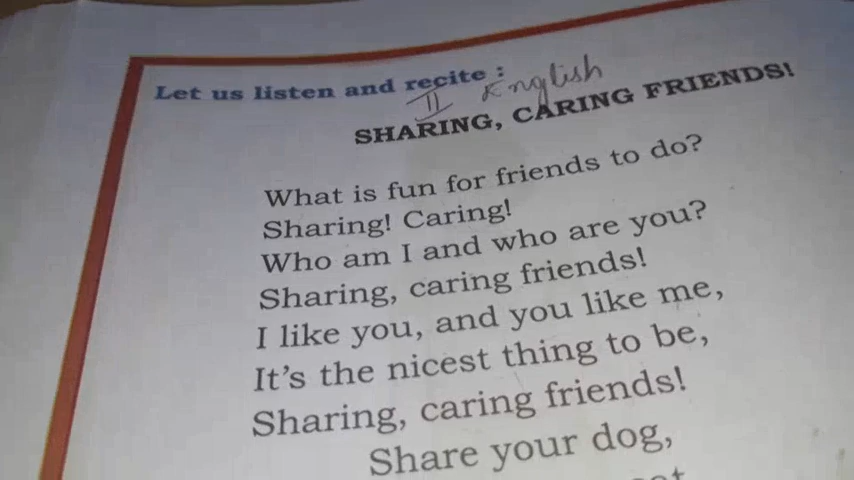 Let us listen and recite :
II English
SHARING, CARING FRIENDS!
What is fun for friends to do?
Sharing! Caring!
Who am I and who are you?
Sharing, caring friends!
I like you, and you like me,
It's the nicest thing to be,
Sharing, caring friends!
Share your dog,